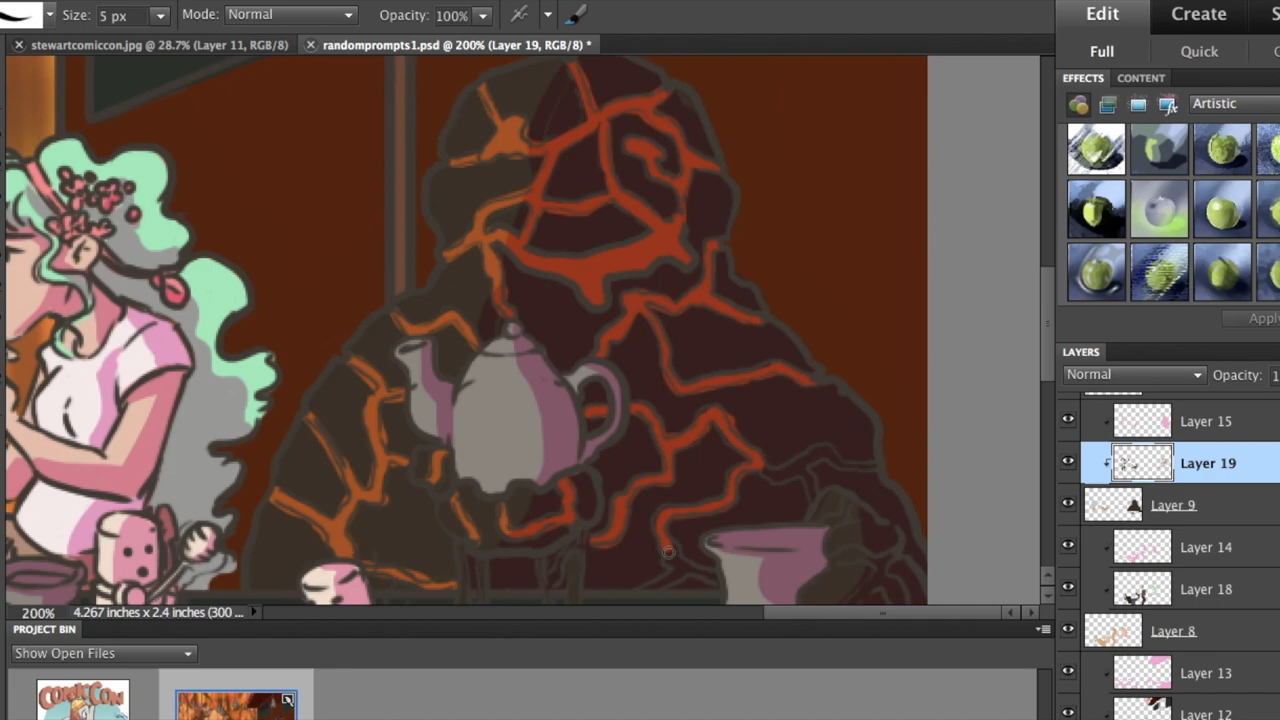 Size: 5 px Mode: Normal Opacity: 100% Edit Create
stewartcomiccon.jpg @ 28.7% (Layer 11, RGB/8) randomprompts1.psd @ 200% (Layer 19, RGB/8) *
Full Quick
EFFECTS CONTENT
Artistic
Apply
LAYERS
Normal Opacity: 1
Layer 15
Layer 19
Layer 9
Layer 14
Layer 18
Layer 8
Layer 13
Layer 12
200% 4.267 inches x 2.4 inches (300 ...
PROJECT BIN
Show Open Files
COMIC CON